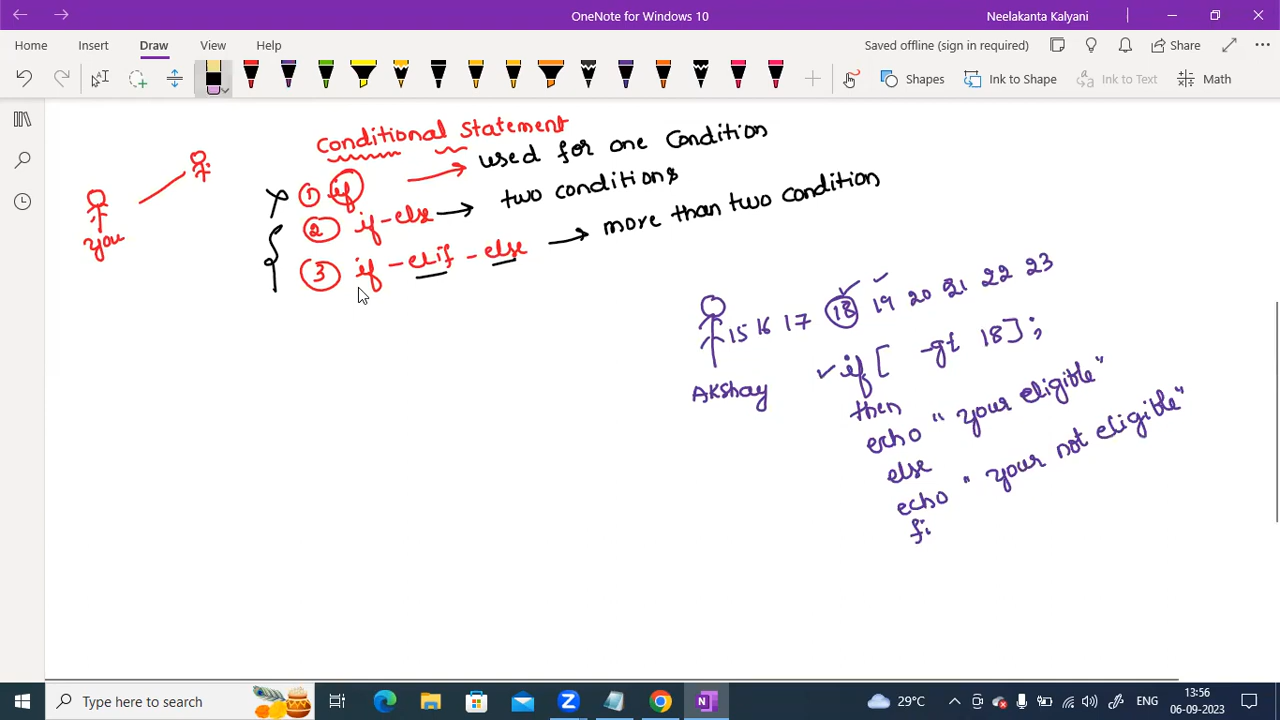 OneNote for Windows 10
Neelakanta Kalyani
Home Insert Draw View Help
Saved offline (sign in required)
Share
Shapes
Ink to Shape
Ink to Text
Math
Conditional Statement
① if → used for one Condition
② if-else → two conditions
③ if - elif - else → more than two condition
You
15 16 17 18 19 20 21 22 23
Akshay
if [ -gt 18];
then
echo "your eligible"
else
echo "your not eligible"
fi
Type here to search
29°C
ENG
13:56
06-09-2023